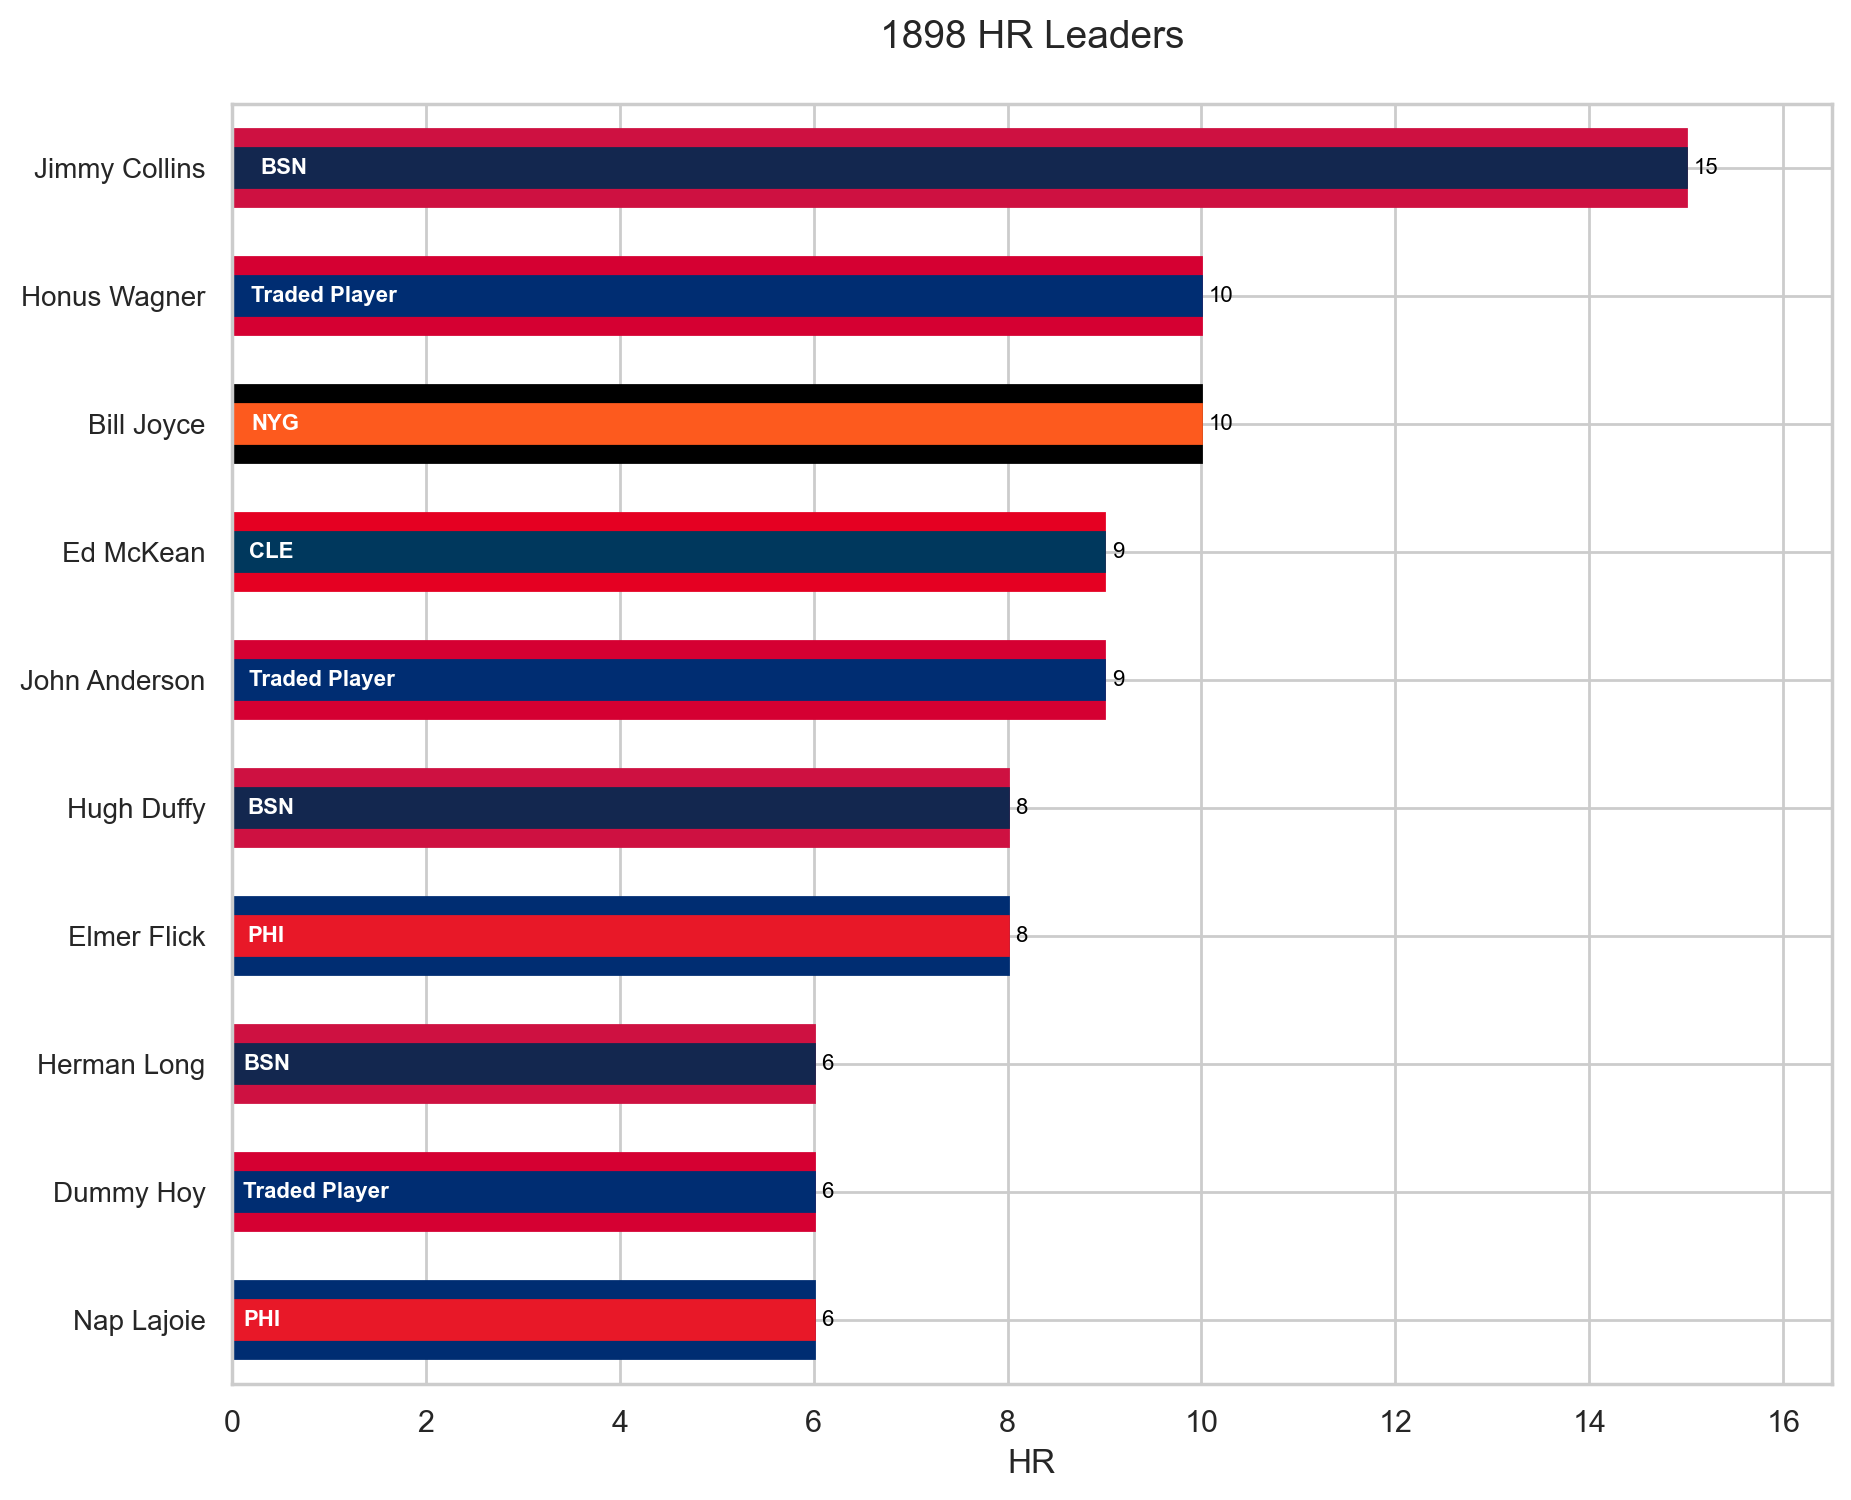 1898 HR Leaders
Jimmy Collins BSN 15
Honus Wagner Traded Player 10
Bill Joyce NYG 10
Ed McKean CLE 9
John Anderson Traded Player 9
Hugh Duffy BSN 8
Elmer Flick PHI 8
Herman Long BSN 6
Dummy Hoy Traded Player 6
Nap Lajoie PHI 6
0 2 4 6 8 10 12 14 16
HR